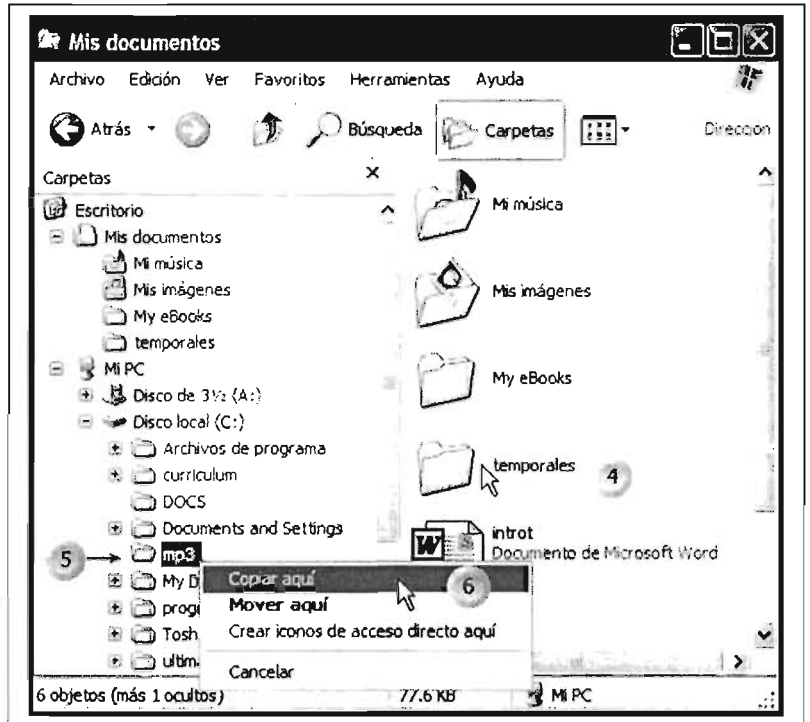 Mis documentos
Archivo Edición Ver Favoritos Herramientas Ayuda
Atrás Búsqueda Carpetas Dirección
Carpetas
Escritorio
Mis documentos
Mi música
Mis imágenes
My eBooks
temporales
Mi PC
Disco de 3½ (A:)
Disco local (C:)
Archivos de programa
curriculum
DOCS
Documents and Settings
5 mp3
My D
prog
Tosh
ultim
Mi música
Mis imágenes
My eBooks
temporales 4
introt
Documento de Microsoft Word
Copiar aquí 6
Mover aquí
Crear iconos de acceso directo aquí
Cancelar
6 objetos (más 1 ocultos) 77.6 KB Mi PC